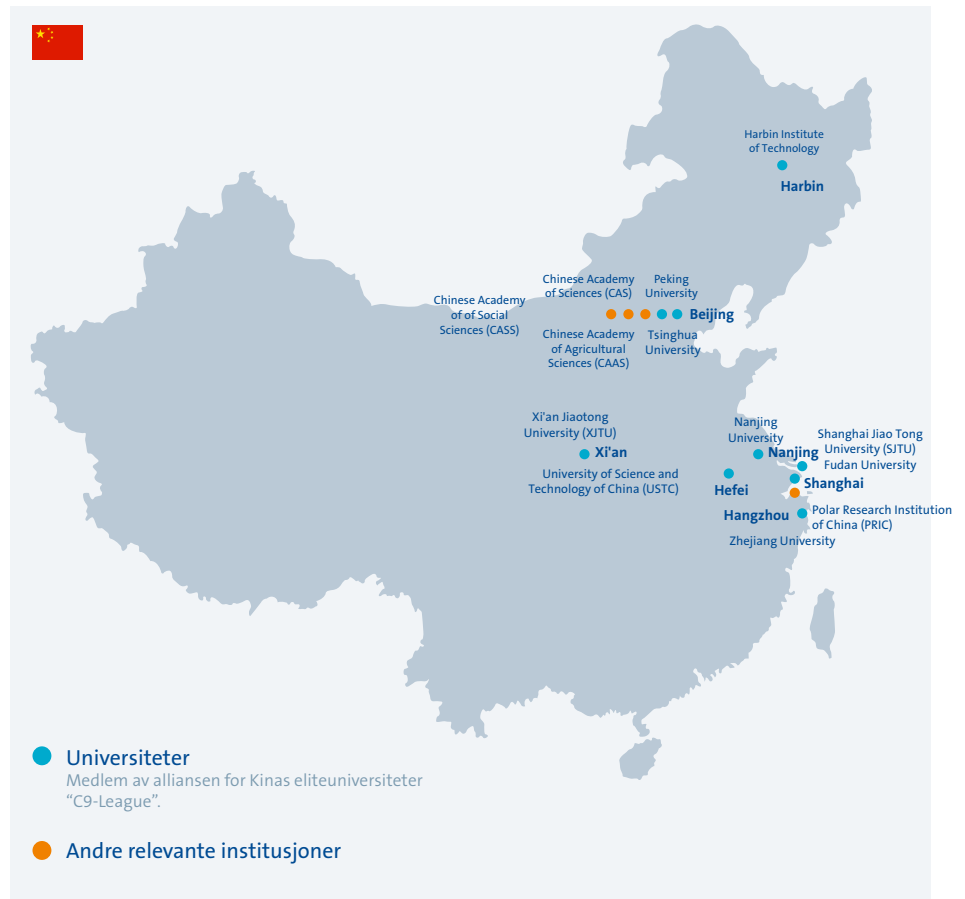 Harbin Institute
of Technology
Harbin
Chinese Academy
of Sciences (CAS)
Peking
University
Chinese Academy
of of Social
Sciences (CASS)
Beijing
Chinese Academy
of Agricultural
Sciences (CAAS)
Tsinghua
University
Xi'an Jiaotong
University (XJTU)
Xi'an
Nanjing
University
Nanjing
Shanghai Jiao Tong
University (SJTU)
Fudan University
University of Science and
Technology of China (USTC)
Hefei
Shanghai
Hangzhou
Polar Research Institution
of China (PRIC)
Zhejiang University
Universiteter
Medlem av alliansen for Kinas eliteuniversiteter
“C9-League”.
Andre relevante institusjoner